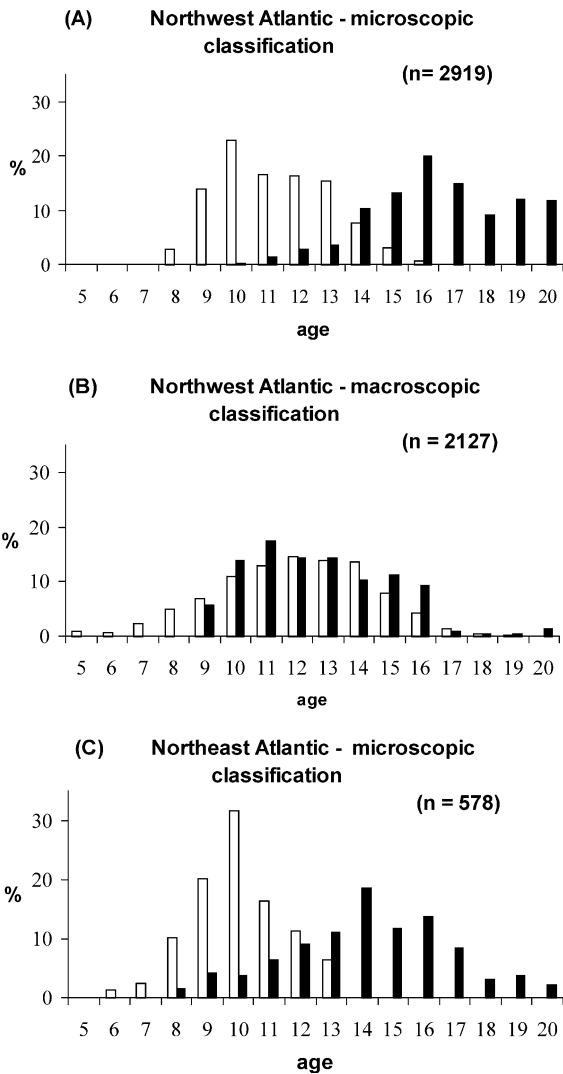 (A) Northwest Atlantic - microscopic
classification
(n= 2919)
30
20
%
10
0
5 6 7 8 9 10 11 12 13 14 15 16 17 18 19 20
age
(B) Northwest Atlantic - macroscopic
classification
(n = 2127)
30
20
%
10
0
5 6 7 8 9 10 11 12 13 14 15 16 17 18 19 20
age
(C) Northeast Atlantic - microscopic
classification
(n = 578)
30
20
%
10
0
5 6 7 8 9 10 11 12 13 14 15 16 17 18 19 20
age